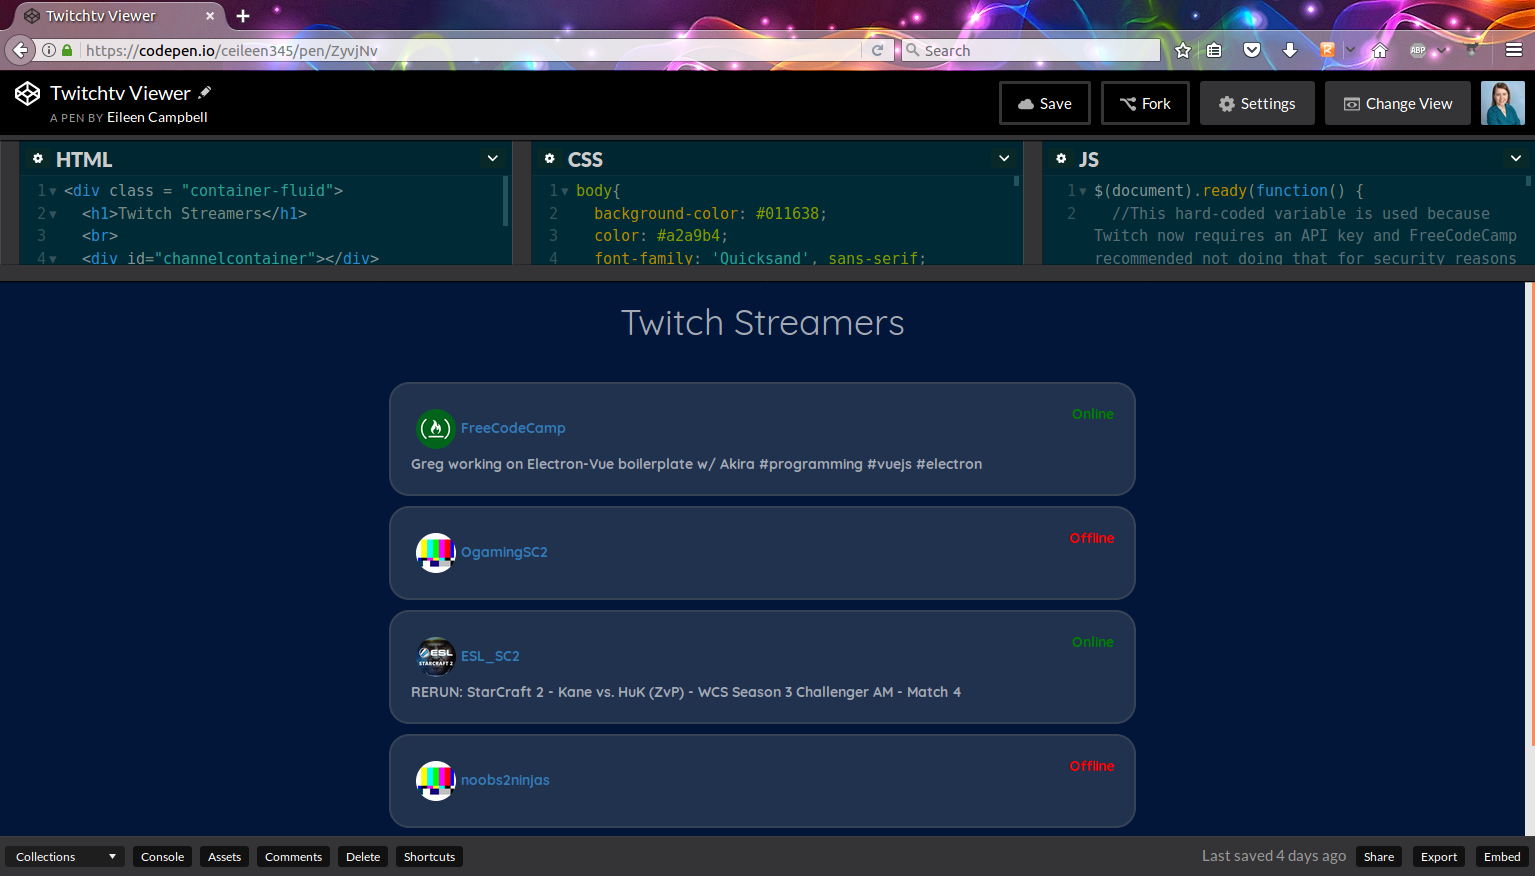 Twitchtv Viewer
https://codepen.io/ceileen345/pen/ZyvjNv
Search
ABP
Twitchtv Viewer
A PEN BY Eileen Campbell
Save
Fork
Settings
Change View
HTML
1 <div class = "container-fluid">
2 <h1>Twitch Streamers</h1>
3 <br>
4 <div id="channelcontainer"></div>
CSS
1 body{
2 background-color: #011638;
3 color: #a2a9b4;
4 font-family: 'Quicksand', sans-serif;
JS
1 $(document).ready(function() {
2 //This hard-coded variable is used because
Twitch now requires an API key and FreeCodeCamp
recommended not doing that for security reasons
Twitch Streamers
FreeCodeCamp
Online
Greg working on Electron-Vue boilerplate w/ Akira #programming #vuejs #electron
OgamingSC2
Offline
ESL
STARCRAFT 2
ESL_SC2
Online
RERUN: StarCraft 2 - Kane vs. HuK (ZvP) - WCS Season 3 Challenger AM - Match 4
noobs2ninjas
Offline
Collections
Console
Assets
Comments
Delete
Shortcuts
Last saved 4 days ago
Share
Export
Embed